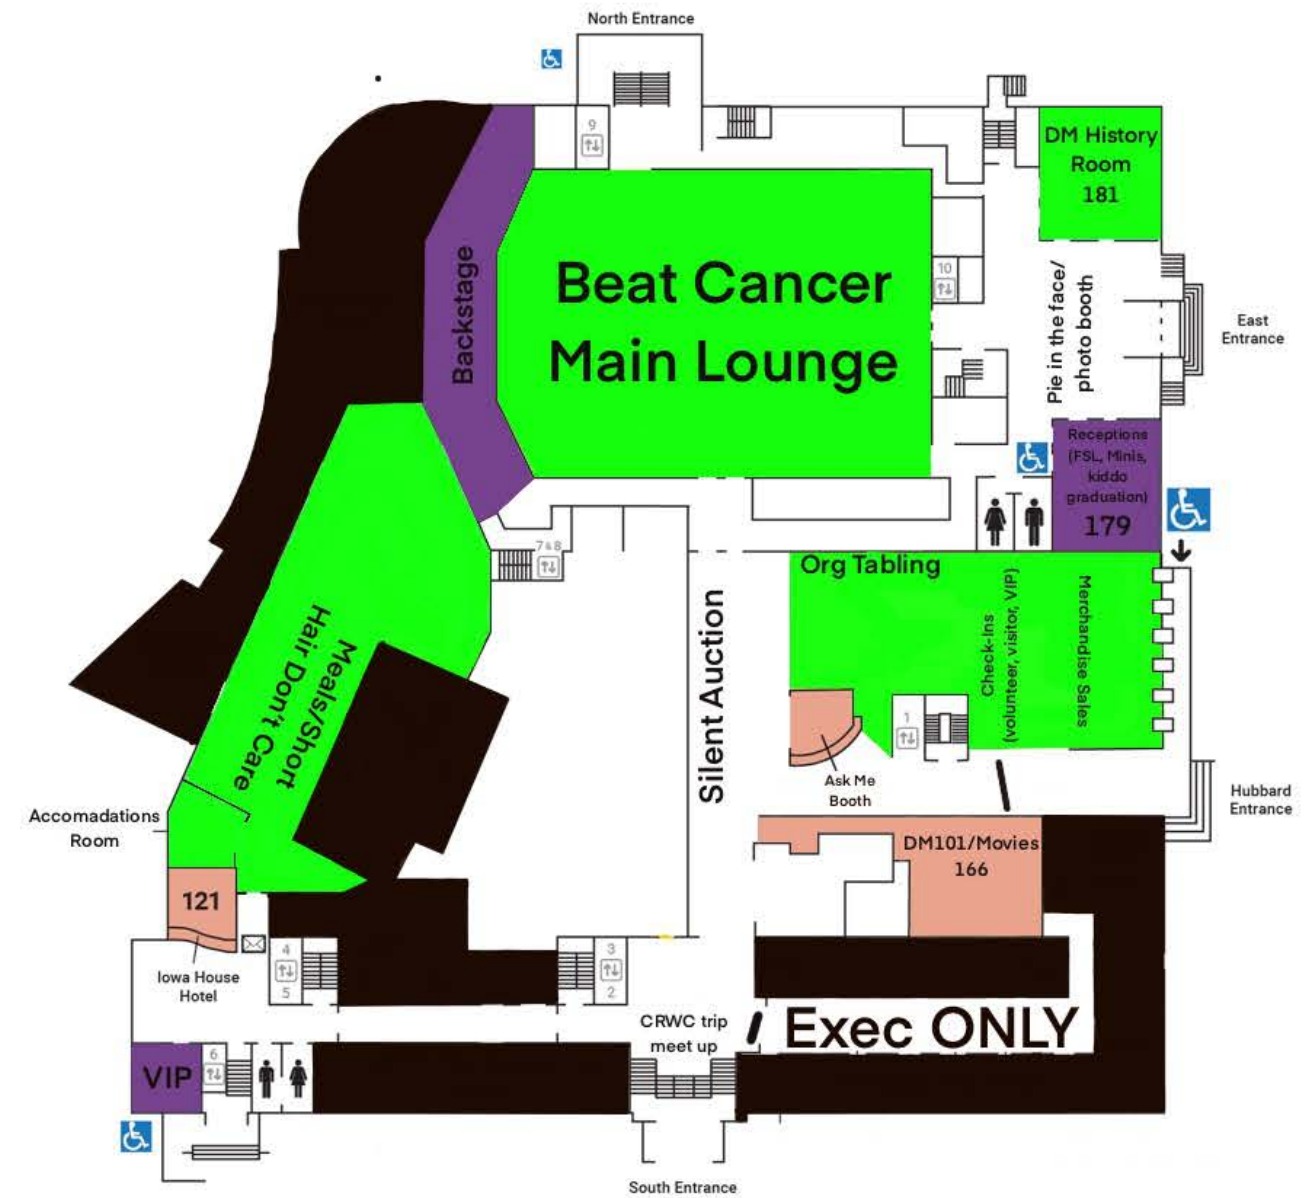 North Entrance
9
DM History
Room
181
Beat Cancer
Main Lounge
Backstage
10
Pie in the face/
photo booth
East
Entrance
Receptions
(FSL, Minis,
kiddo
graduation)
179
7&8
Org Tabling
Check-Ins
(volunteer, visitor, VIP)
Merchandise Sales
Silent Auction
Meals/Short
Hair Don't Care
1
Ask Me
Booth
Hubbard
Entrance
Accomadations
Room
DM101/Movies
166
121
Iowa House
Hotel
4
5
3
2
CRWC trip
meet up
Exec ONLY
VIP
6
South Entrance